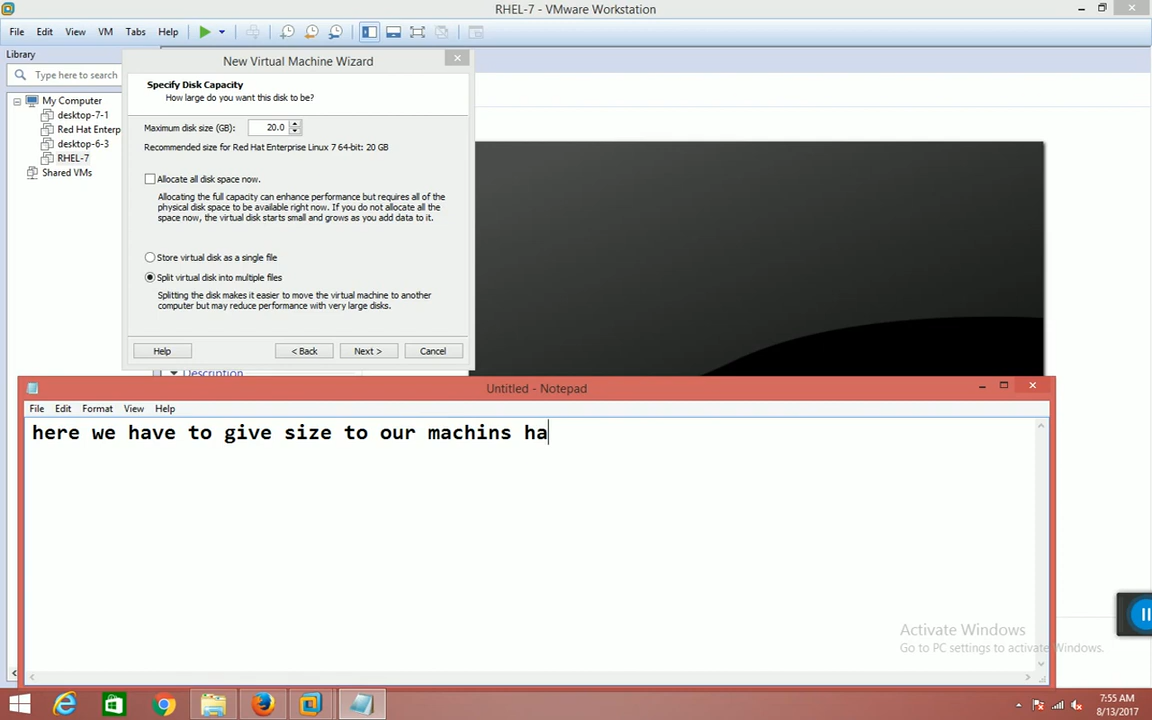 RHEL-7 - VMware Workstation
File Edit View VM Tabs Help
Library
Type here to search
My Computer
desktop-7-1
Red Hat Enterp
desktop-6-3
RHEL-7
Shared VMs
New Virtual Machine Wizard
Specify Disk Capacity
How large do you want this disk to be?
Maximum disk size (GB): 20.0
Recommended size for Red Hat Enterprise Linux 7 64-bit: 20 GB
Allocate all disk space now.
Allocating the full capacity can enhance performance but requires all of the
physical disk space to be available right now. If you do not allocate all the
space now, the virtual disk starts small and grows as you add data to it.
Store virtual disk as a single file
Split virtual disk into multiple files
Splitting the disk makes it easier to move the virtual machine to another
computer but may reduce performance with very large disks.
Help < Back Next > Cancel
Description
Untitled - Notepad
File Edit Format View Help
here we have to give size to our machins ha
Activate Windows
Go to PC settings to activate Windows.
7:55 AM
8/13/2017